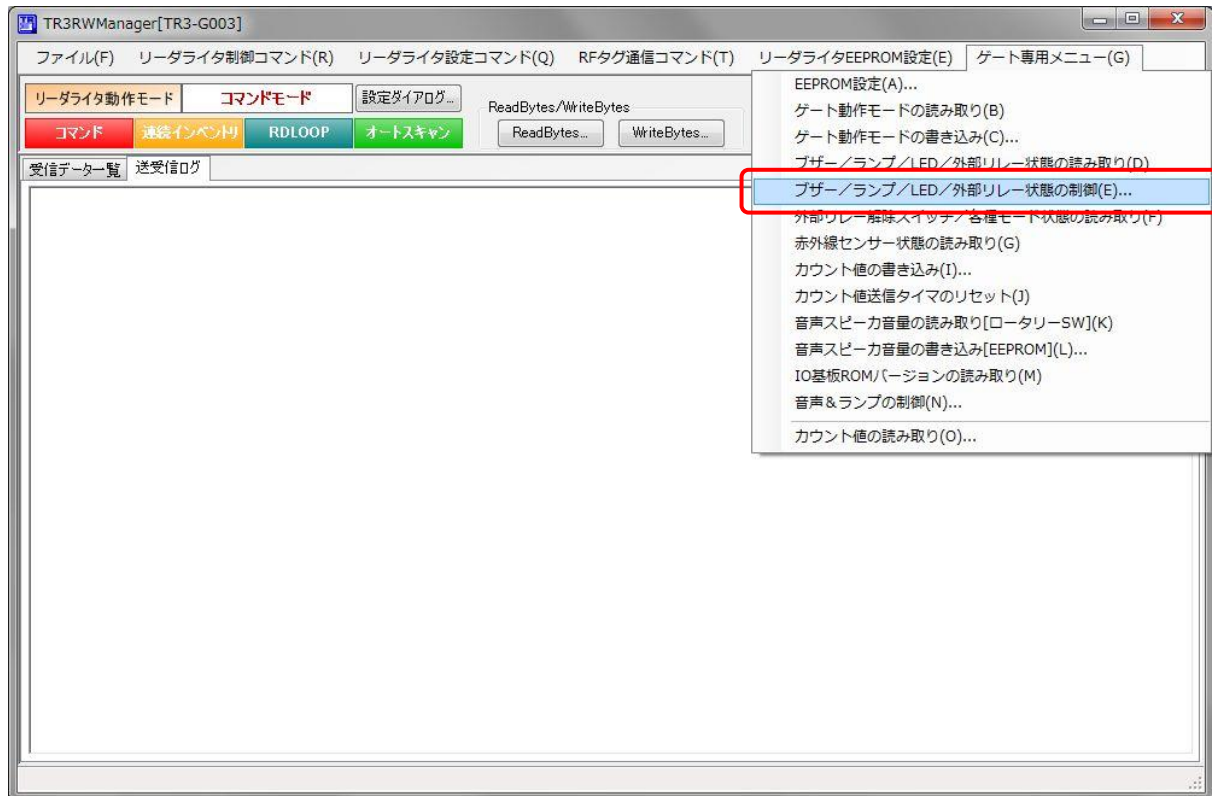 TR3RWManager[TR3-G003]
ファイル(F) リーダライタ制御コマンド(R) リーダライタ設定コマンド(Q) RFタグ通信コマンド(T) リーダライタEEPROM設定(E) ゲート専用メニュー(G)
リーダライタ動作モード コマンドモード 設定ダイアログ...
ReadBytes/WriteBytes
コマンド 連続インベントリ RDLOOP オートスキャン ReadBytes... WriteBytes...
受信データ一覧 送受信ログ
EEPROM設定(A)...
ゲート動作モードの読み取り(B)
ゲート動作モードの書き込み(C)...
ブザー／ランプ／LED／外部リレー状態の読み取り(D)
ブザー／ランプ／LED／外部リレー状態の制御(E)...
外部リレー解除スイッチ／各種モード状態の読み取り(F)
赤外線センサー状態の読み取り(G)
カウント値の書き込み(I)...
カウント値送信タイマのリセット(J)
音声スピーカ音量の読み取り[ロータリーSW](K)
音声スピーカ音量の書き込み[EEPROM](L)...
IO基板ROMバージョンの読み取り(M)
音声＆ランプの制御(N)...
カウント値の読み取り(O)...